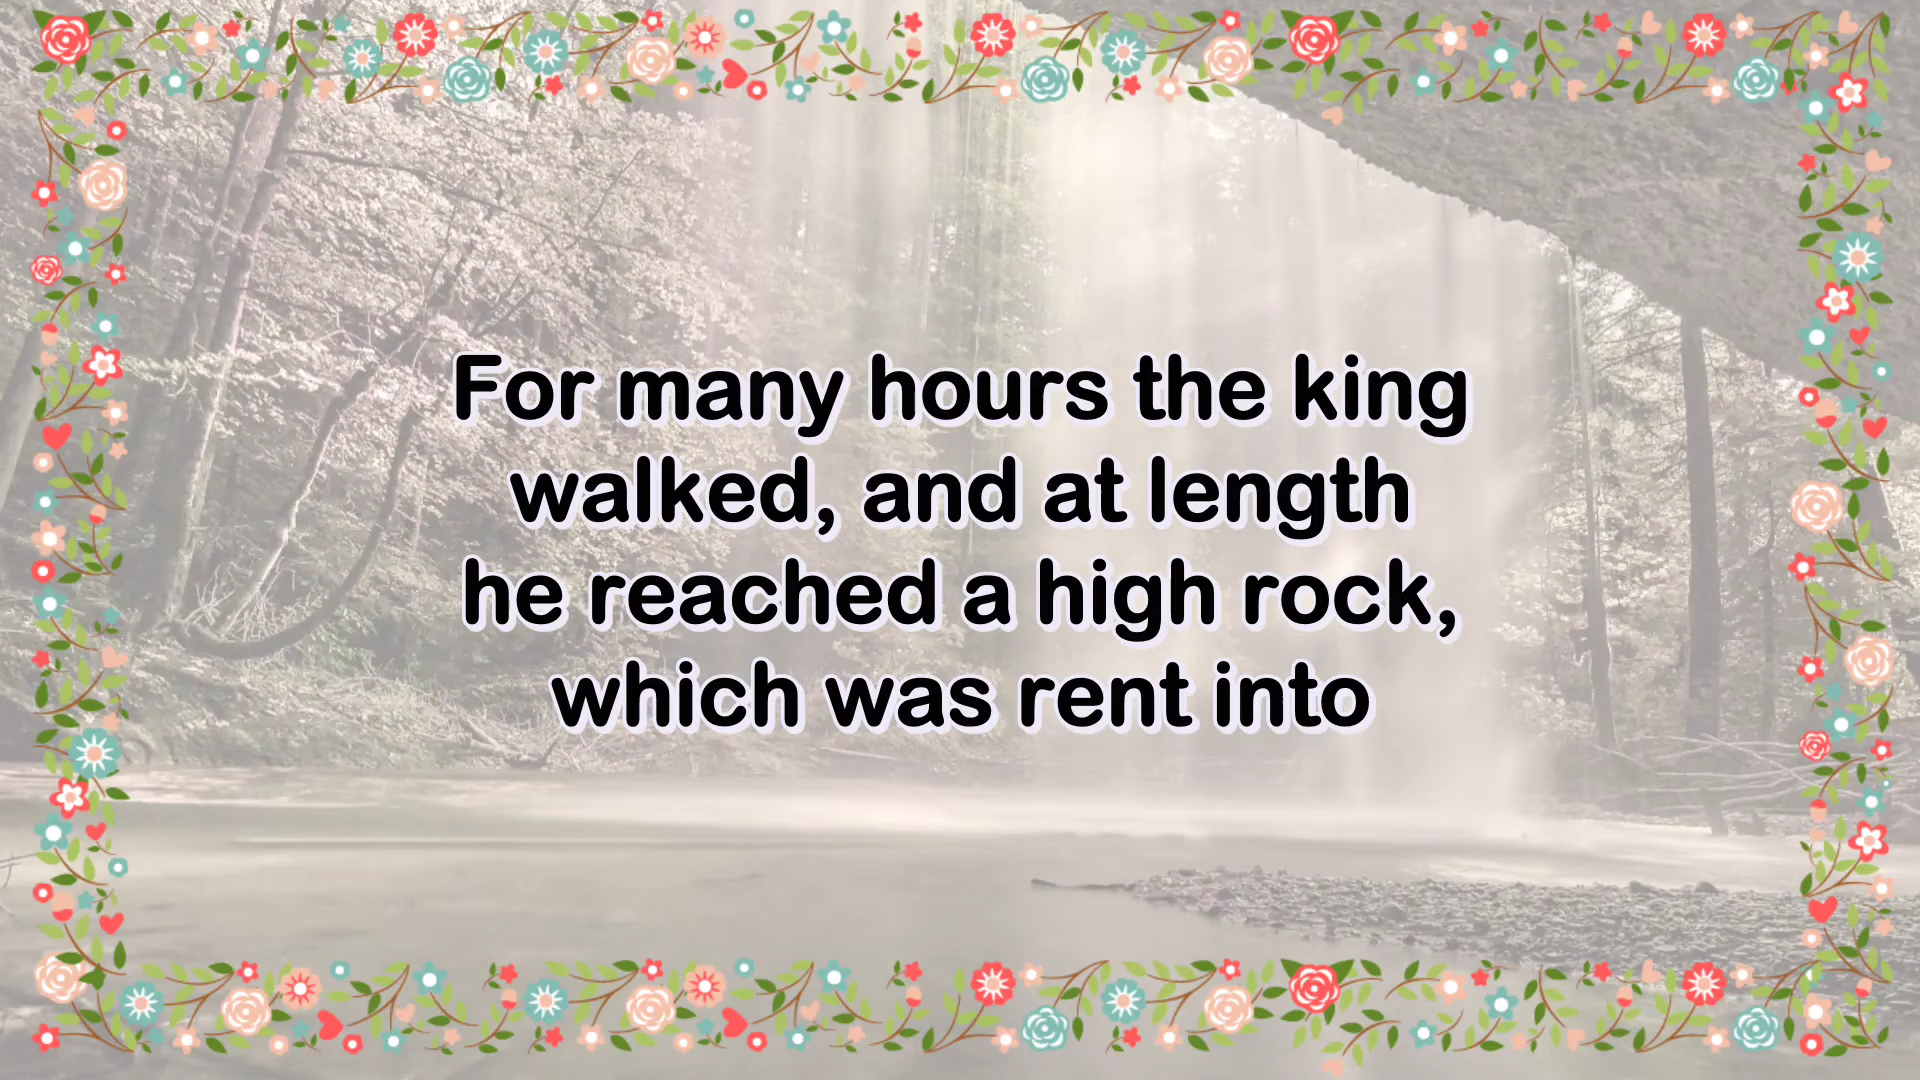 For many hours the king
walked, and at length
he reached a high rock,
which was rent into